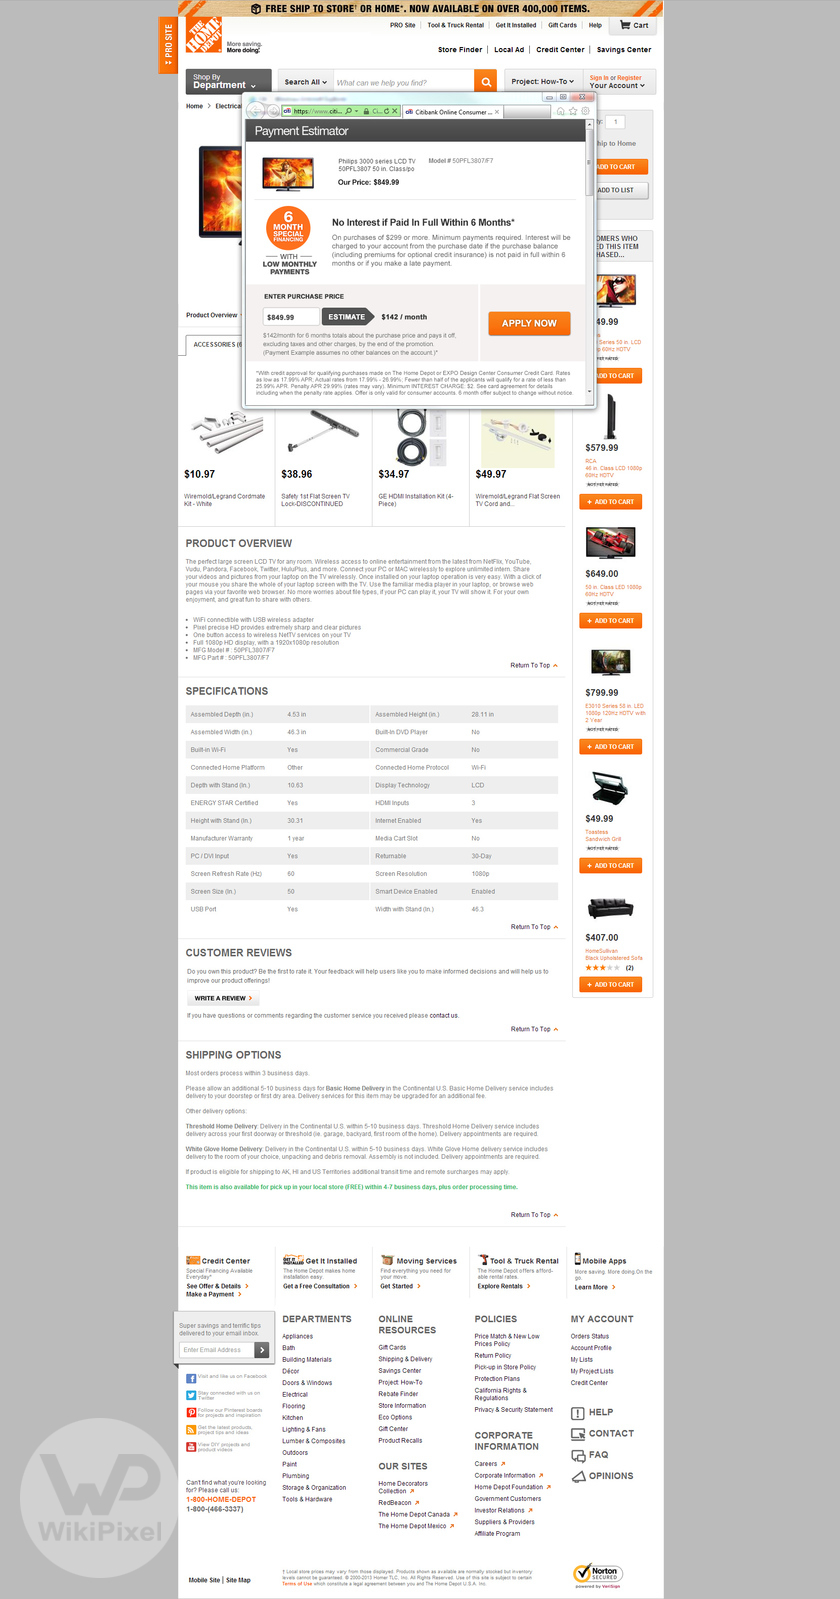 FREE SHIP TO STORE† OR HOME*. NOW AVAILABLE ON OVER 400,000 ITEMS.
PRO SITE
THE HOME DEPOT
More saving.
More doing.
PRO Site | Tool & Truck Rental | Get It Installed | Gift Cards | Help
Cart
Store Finder | Local Ad | Credit Center | Savings Center
Shop By
Department
Search All
What can we help you find?
Project: How-To
Sign In or Register
Your Account
Home > Electrical
https://www.citi...
Citibank Online Consumer ...
Payment Estimator
Philips 3000 series LCD TV
50PFL3807 50 in. Class/po
Model # 50PFL3807/F7
Our Price: $849.99
6
MONTH
SPECIAL
FINANCING
WITH
LOW MONTHLY
PAYMENTS
No Interest if Paid In Full Within 6 Months*
On purchases of $299 or more. Minimum payments required. Interest will be
charged to your account from the purchase date if the purchase balance
(including premiums for optional credit insurance) is not paid in full within 6
months or if you make a late payment.
ENTER PURCHASE PRICE
$849.99
ESTIMATE
$142 / month
APPLY NOW
$142/month for 6 months totals about the purchase price and pays it off,
excluding taxes and other charges, by the end of the promotion
(Payment Example assumes no other balances on the account.)*
*With credit approval for qualifying purchases made on The Home Depot or EXPO Design Center Consumer Credit Card. Rates
as low as 17.99% APR. Actual rates from 17.99% - 26.99%; Fewer than half of the applicants will qualify for a rate of less than
25.99% APR. Penalty APR 29.99% (rates may vary). Minimum INTEREST CHARGE: $2. See card agreement for details
including when the penalty rate applies. Offer is only valid for consumer accounts. 6 month offer subject to change without notice.
1
hip to Home
ADD TO CART
ADD TO LIST
OMERS WHO
ED THIS ITEM
HASED...
49.99
Series 50 in. LCD
p 60Hz HDTV
ADD TO CART
$579.99
RCA
46 in. Class LCD 1080p
60Hz HDTV
NOT YET RATED
+ ADD TO CART
$649.00
50 in. Class LED 1080p
60Hz HDTV
NOT YET RATED
+ ADD TO CART
$799.99
E3010 Series 50 in. LED
1080p 120Hz HDTV with
2 Year
NOT YET RATED
+ ADD TO CART
$49.99
Toastess
Sandwich Grill
NOT YET RATED
+ ADD TO CART
$407.00
HomeSullivan
Black Upholstered Sofa
(2)
+ ADD TO CART
Product Overview
ACCESSORIES (6
$10.97
Wiremold/Legrand Cordmate
Kit - White
$38.96
Safety 1st Flat Screen TV
Lock-DISCONTINUED
$34.97
GE HDMI Installation Kit (4-
Piece)
$49.97
Wiremold/Legrand Flat Screen
TV Cord and...
PRODUCT OVERVIEW
The perfect large screen LCD TV for any room. Wireless access to online entertainment from the latest from NetFlix, YouTube,
Vudu, Pandora, Facebook, Twitter, HuluPlus, and more. Connect your PC or MAC wirelessly to explore unlimited intern. Share
your videos and pictures from your laptop on the TV wirelessly. Once installed on your laptop operation is very easy. With a click of
your mouse you share the whole of your laptop screen with the TV. Use the familiar media player in your laptop, or browse web
pages via your favorite web browser. No more worries about file types, if your PC can play it, your TV will show it. For your own
enjoyment, and great fun to share with others.
• WiFi connectible with USB wireless adapter
• Pixel precise HD provides extremely sharp and clear pictures
• One button access to wireless NetTV services on your TV
• Full 1080p HD display, with a 1920x1080p resolution
• MFG Model # : 50PFL3807/F7
• MFG Part # : 50PFL3807/F7
Return To Top
SPECIFICATIONS
Assembled Depth (in.) 4.53 in Assembled Height (in.) 28.11 in
Assembled Width (in.) 46.3 in Built-in DVD Player No
Built-in Wi-Fi Yes Commercial Grade No
Connected Home Platform Other Connected Home Protocol Wi-Fi
Depth with Stand (In.) 10.63 Display Technology LCD
ENERGY STAR Certified Yes HDMI Inputs 3
Height with Stand (In.) 30.31 Internet Enabled Yes
Manufacturer Warranty 1 year Media Cart Slot No
PC / DVI Input Yes Returnable 30-Day
Screen Refresh Rate (Hz) 60 Screen Resolution 1080p
Screen Size (In.) 50 Smart Device Enabled Enabled
USB Port Yes Width with Stand (In.) 46.3
Return To Top
CUSTOMER REVIEWS
Do you own this product? Be the first to rate it. Your feedback will help users like you to make informed decisions and will help us to
improve our product offerings!
WRITE A REVIEW
If you have questions or comments regarding the customer service you received please contact us.
Return To Top
SHIPPING OPTIONS
Most orders process within 3 business days.
Please allow an additional 5-10 business days for Basic Home Delivery in the Continental U.S. Basic Home Delivery service includes
delivery to your doorstep or first dry area. Delivery services for this item may be upgraded for an additional fee.
Other delivery options:
Threshold Home Delivery: Delivery in the Continental U.S. within 5-10 business days. Threshold Home Delivery service includes
delivery across your first doorway or threshold (ie. garage, backyard, first room of the home). Delivery appointments are required.
White Glove Home Delivery: Delivery in the Continental U.S. within 5-10 business days. White Glove Home delivery service includes
delivery to the room of your choice, unpacking and debris removal. Assembly is not included. Delivery appointments are required.
If product is eligible for shipping to AK, HI and US Territories additional transit time and remote surcharges may apply.
This item is also available for pick up in your local store (FREE) within 4-7 business days, plus order processing time.
Return To Top
Credit Center
Special Financing Available
Everyday*
See Offer & Details
Make a Payment
GET IT INSTALLED
Get It Installed
The Home Depot makes home
installation easy.
Get a Free Consultation
Moving Services
Find everything you need for
your move.
Get Started
Tool & Truck Rental
The Home Depot offers afford-
able rental rates.
Explore Rentals
Mobile Apps
More saving. More doing. On the
go.
Learn More
Super savings and terrific tips
delivered to your email inbox.
Enter Email Address
Visit and like us on Facebook
Stay connected with us on
Twitter
Follow our Pinterest boards
for projects and inspiration
Get the latest products,
project tips and ideas
View DIY projects and
product videos
Can't find what you're looking
for? Please call us:
1-800-HOME-DEPOT
1-800-(466-3337)
DEPARTMENTS
Appliances
Bath
Building Materials
Décor
Doors & Windows
Electrical
Flooring
Kitchen
Lighting & Fans
Lumber & Composites
Outdoors
Paint
Plumbing
Storage & Organization
Tools & Hardware
ONLINE
RESOURCES
Gift Cards
Shipping & Delivery
Savings Center
Project: How-To
Rebate Finder
Store Information
Eco Options
Gift Center
Product Recalls
OUR SITES
Home Decorators
Collection
RedBeacon
The Home Depot Canada
The Home Depot Mexico
POLICIES
Price Match & New Low
Prices Policy
Return Policy
Pick-up in Store Policy
Protection Plans
California Rights &
Regulations
Privacy & Security Statement
CORPORATE
INFORMATION
Careers
Corporate Information
Home Depot Foundation
Government Customers
Investor Relations
Suppliers & Providers
Affiliate Program
MY ACCOUNT
Orders Status
Account Profile
My Lists
My Project Lists
Credit Center
HELP
CONTACT
FAQ
OPINIONS
WikiPixel
Mobile Site | Site Map
† Local store prices may vary from those displayed. Products shown as available are normally stocked but inventory
levels cannot be guaranteed. © 2000-2013 Homer TLC, Inc. All Rights Reserved. Use of this site is subject to certain
Terms of Use which constitute a legal agreement between you and The Home Depot U.S.A. Inc.
Norton
SECURED
powered by VeriSign